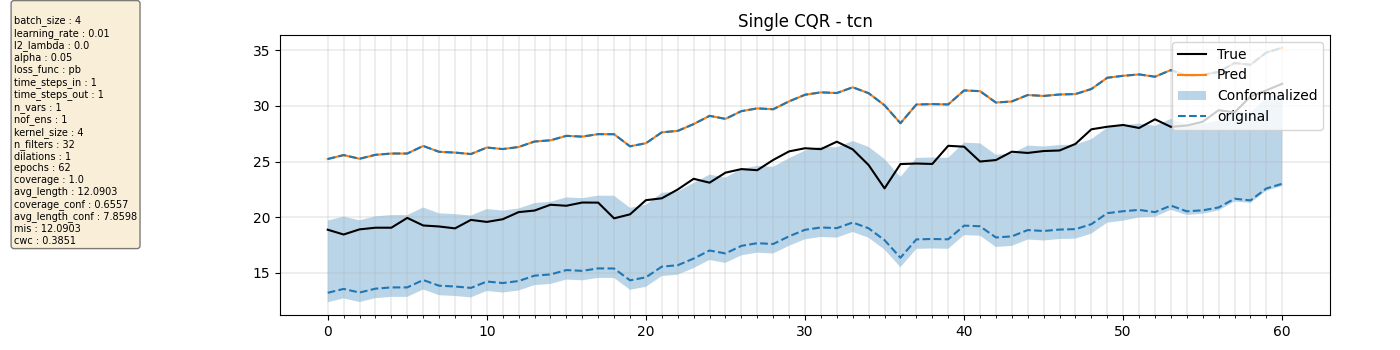 batch_size : 4
learning_rate : 0.01
l2_lambda : 0.0
alpha : 0.05
loss_func : pb
time_steps_in : 1
time_steps_out : 1
n_vars : 1
nof_ens : 1
kernel_size : 4
n_filters : 32
dilations : 1
epochs : 62
coverage : 1.0
avg_length : 12.0903
coverage_conf : 0.6557
avg_length_conf : 7.8598
mis : 12.0903
cwc : 0.3851
Single CQR - tcn
35
30
25
20
15
True
Pred
Conformalized
original
0 10 20 30 40 50 60